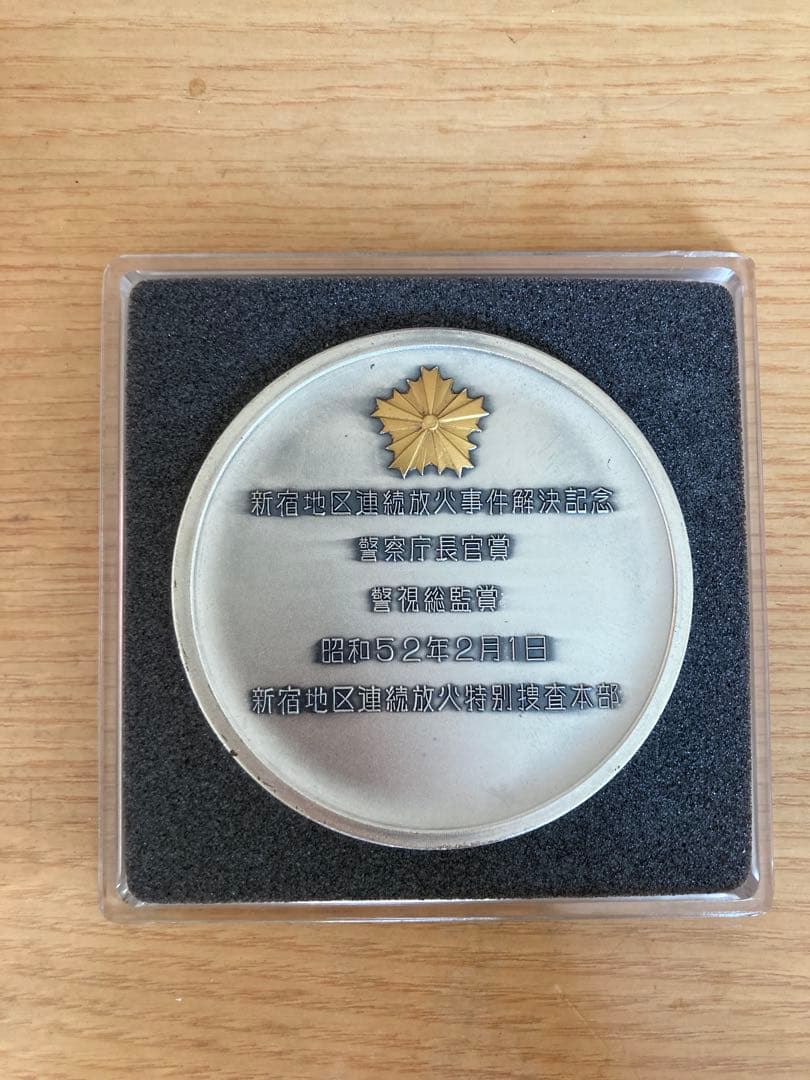 新宿地区連続放火事件解決記念
警察庁長官賞
警視総監賞
昭和52年2月1日
新宿地区連続放火特別捜査本部